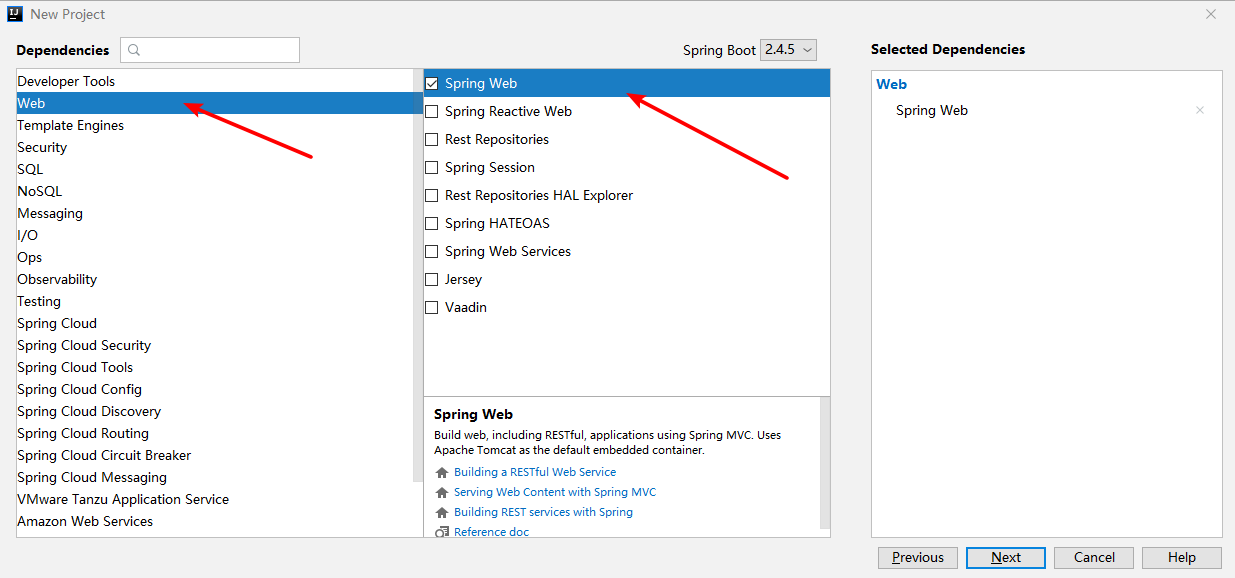 New Project
Dependencies
Spring Boot 2.4.5
Selected Dependencies
Developer Tools
Web
Template Engines
Security
SQL
NoSQL
Messaging
I/O
Ops
Observability
Testing
Spring Cloud
Spring Cloud Security
Spring Cloud Tools
Spring Cloud Config
Spring Cloud Discovery
Spring Cloud Routing
Spring Cloud Circuit Breaker
Spring Cloud Messaging
VMware Tanzu Application Service
Amazon Web Services
Spring Web
Spring Reactive Web
Rest Repositories
Spring Session
Rest Repositories HAL Explorer
Spring HATEOAS
Spring Web Services
Jersey
Vaadin
Spring Web
Build web, including RESTful, applications using Spring MVC. Uses
Apache Tomcat as the default embedded container.
Building a RESTful Web Service
Serving Web Content with Spring MVC
Building REST services with Spring
Reference doc
Web
Spring Web
Previous
Next
Cancel
Help